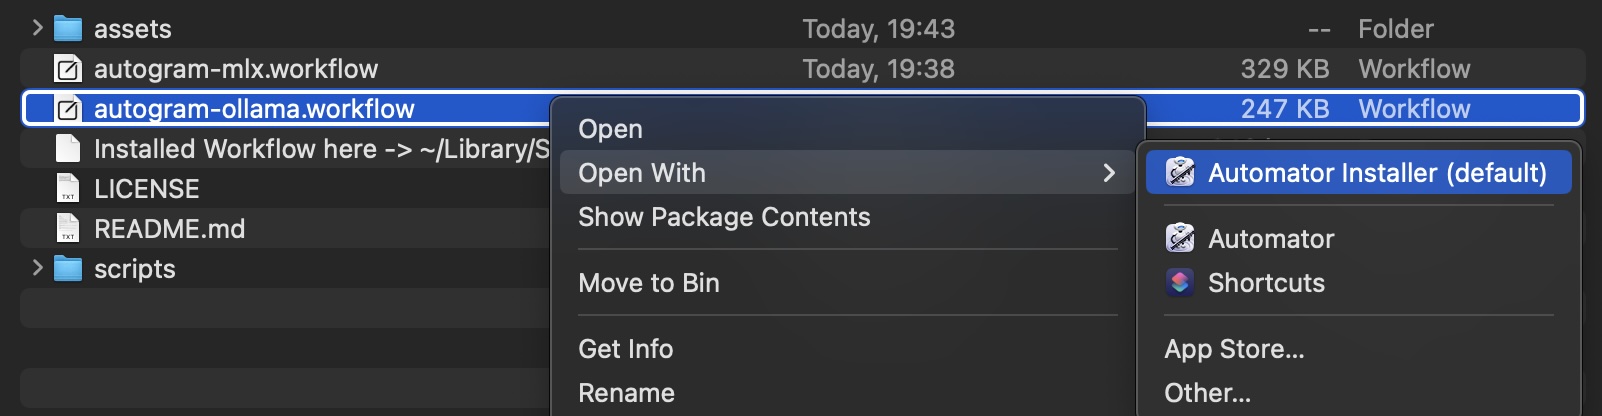 assets Today, 19:43 -- Folder
autogram-mlx.workflow Today, 19:38 329 KB Workflow
autogram-ollama.workflow 247 KB Workflow
Open
Installed Workflow here -> ~/Library/S
Open With Automator Installer (default)
LICENSE
Show Package Contents
README.md Automator
scripts
Move to Bin Shortcuts
Get Info App Store...
Rename Other...
TXT
TXT